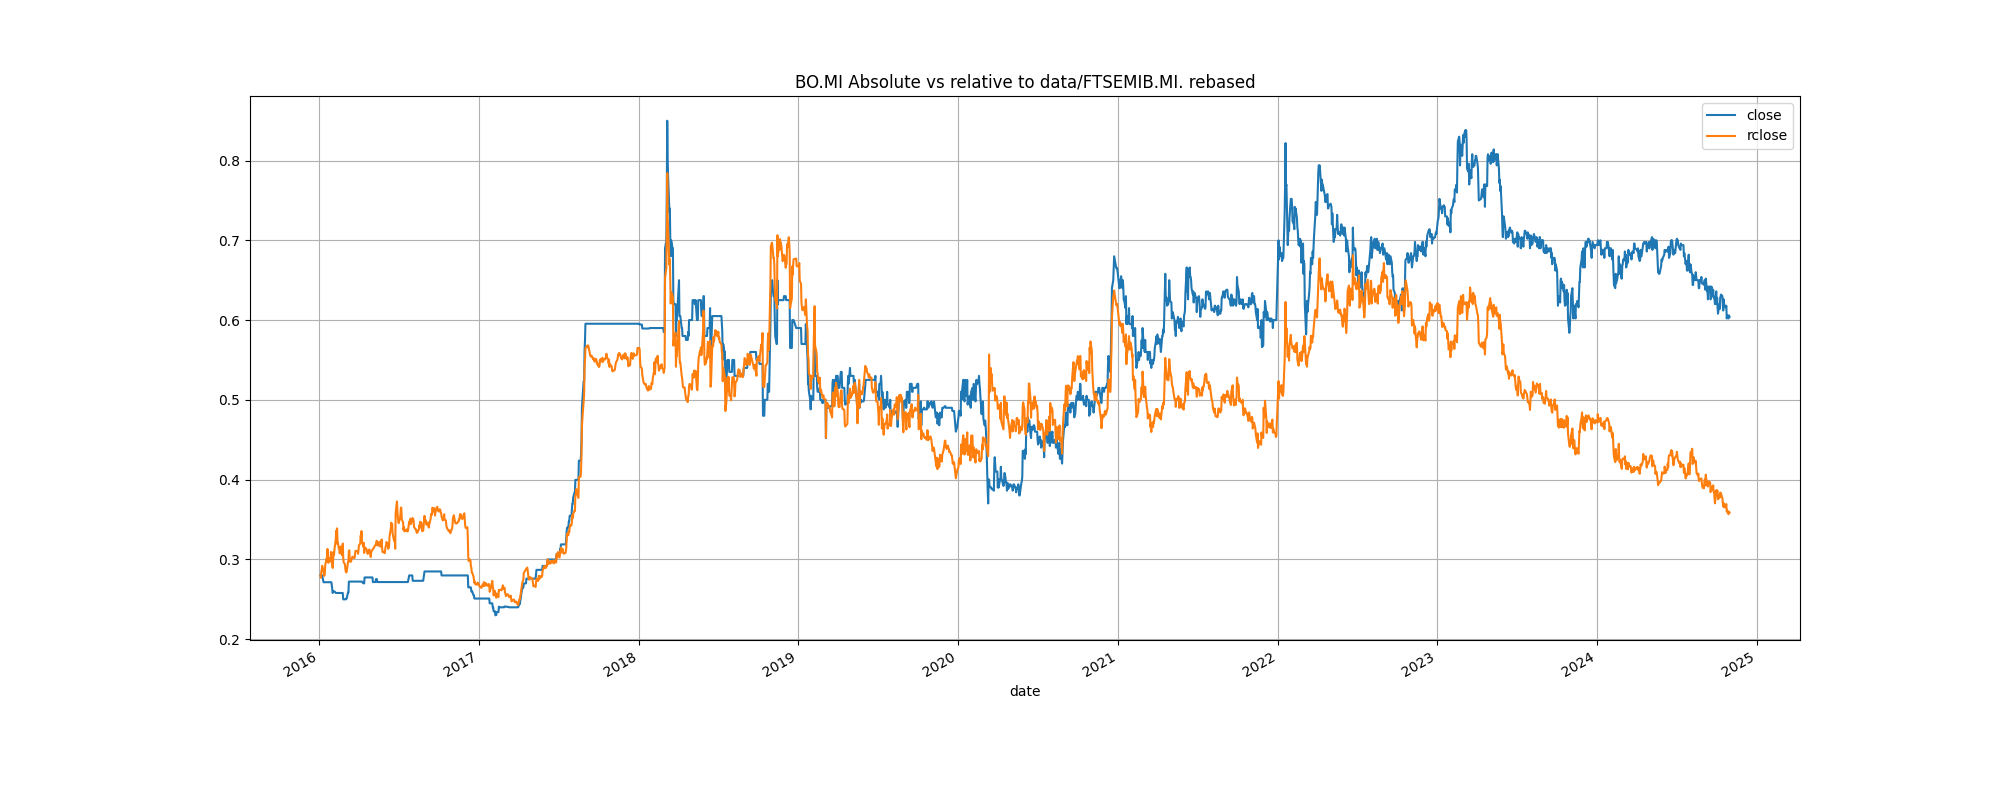 BO.MI Absolute vs relative to data/FTSEMIB.MI. rebased
close
rclose
0.8
0.7
0.6
0.5
0.4
0.3
0.2
2016 2017 2018 2019 2020 2021 2022 2023 2024 2025
date